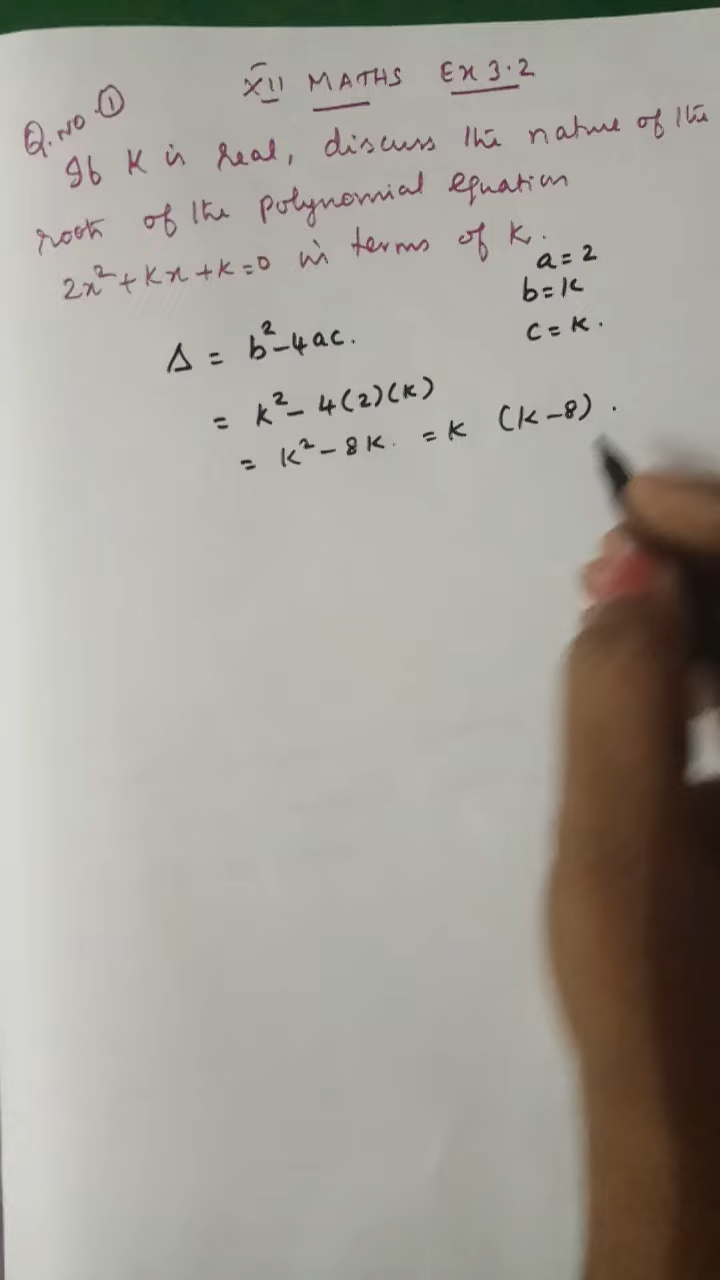 XII MATHS Ex 3.2
Q.NO ①
If K is real, discuss the nature of the
roots of the polynomial equation
2x²+kx+k=0 in terms of k.
a=2
b=k
c=k.
Δ = b²-4ac.
= k²-4(2)(k)
= k²-8k. = k (k-8).